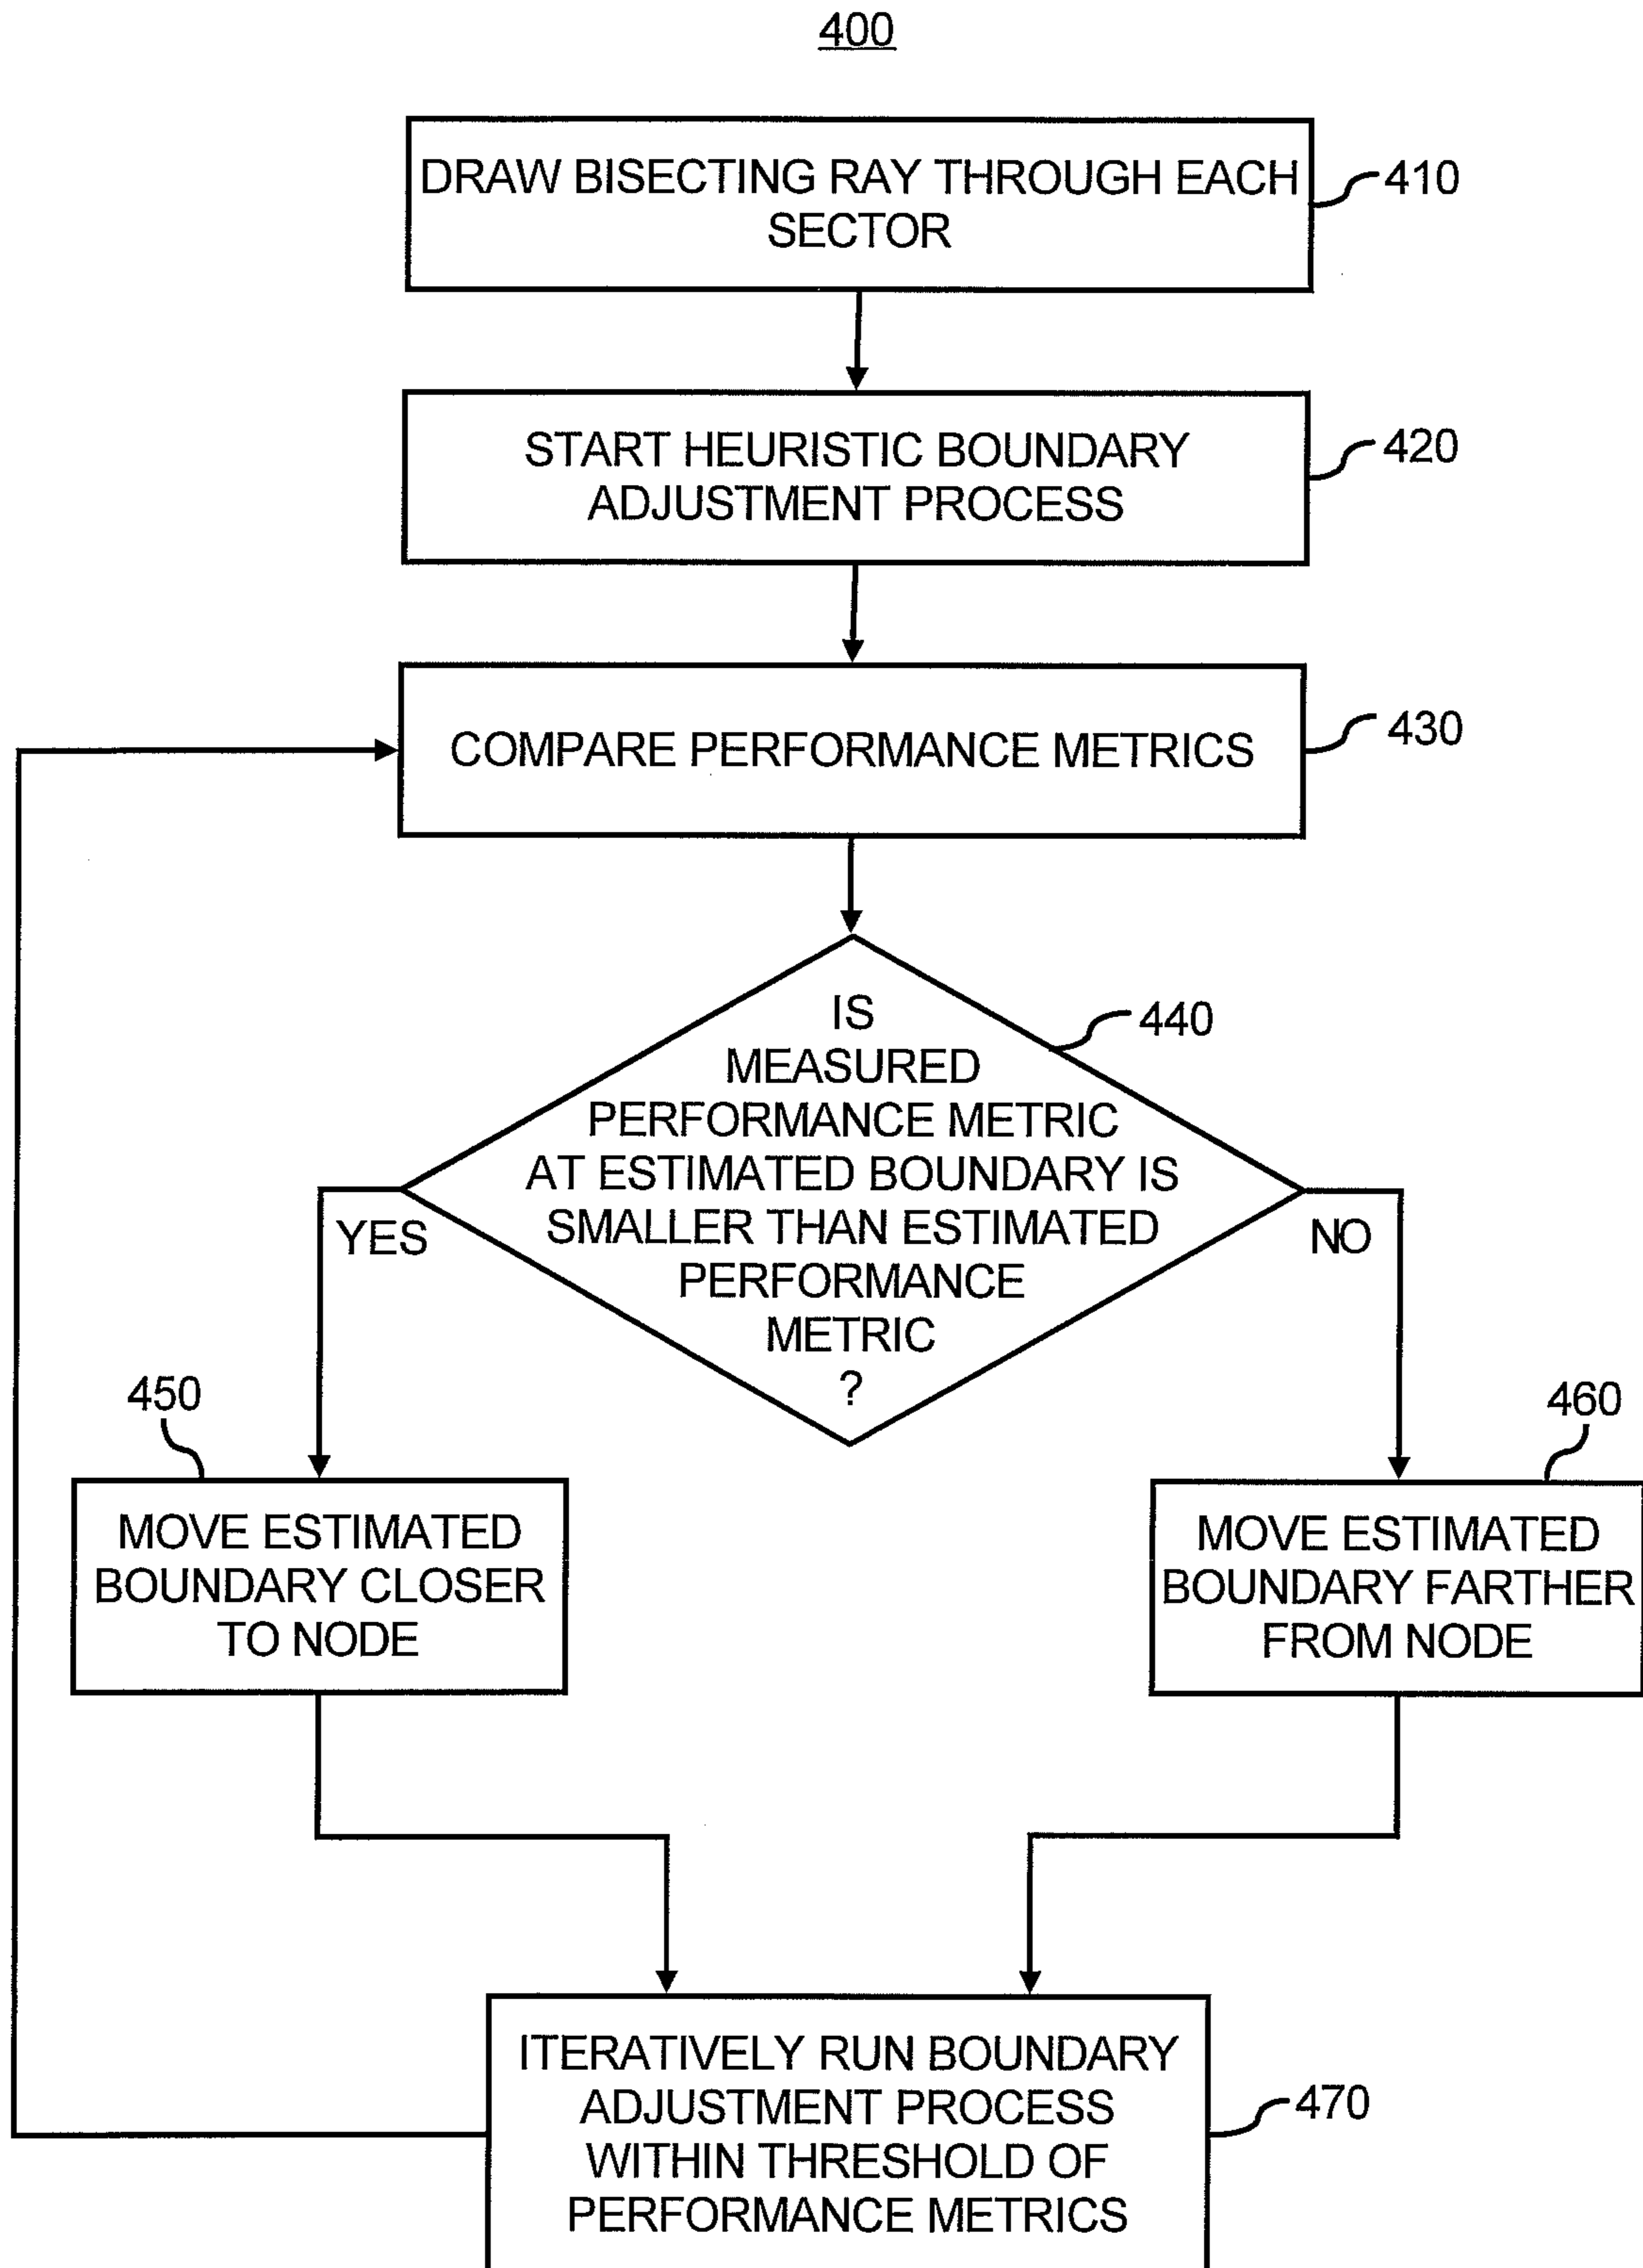 400
DRAW BISECTING RAY THROUGH EACH
SECTOR
410
START HEURISTIC BOUNDARY
ADJUSTMENT PROCESS
420
COMPARE PERFORMANCE METRICS
430
IS
MEASURED
PERFORMANCE METRIC
AT ESTIMATED BOUNDARY IS
SMALLER THAN ESTIMATED
PERFORMANCE
METRIC
?
440
YES
NO
450
MOVE ESTIMATED
BOUNDARY CLOSER
TO NODE
460
MOVE ESTIMATED
BOUNDARY FARTHER
FROM NODE
ITERATIVELY RUN BOUNDARY
ADJUSTMENT PROCESS
WITHIN THRESHOLD OF
PERFORMANCE METRICS
470